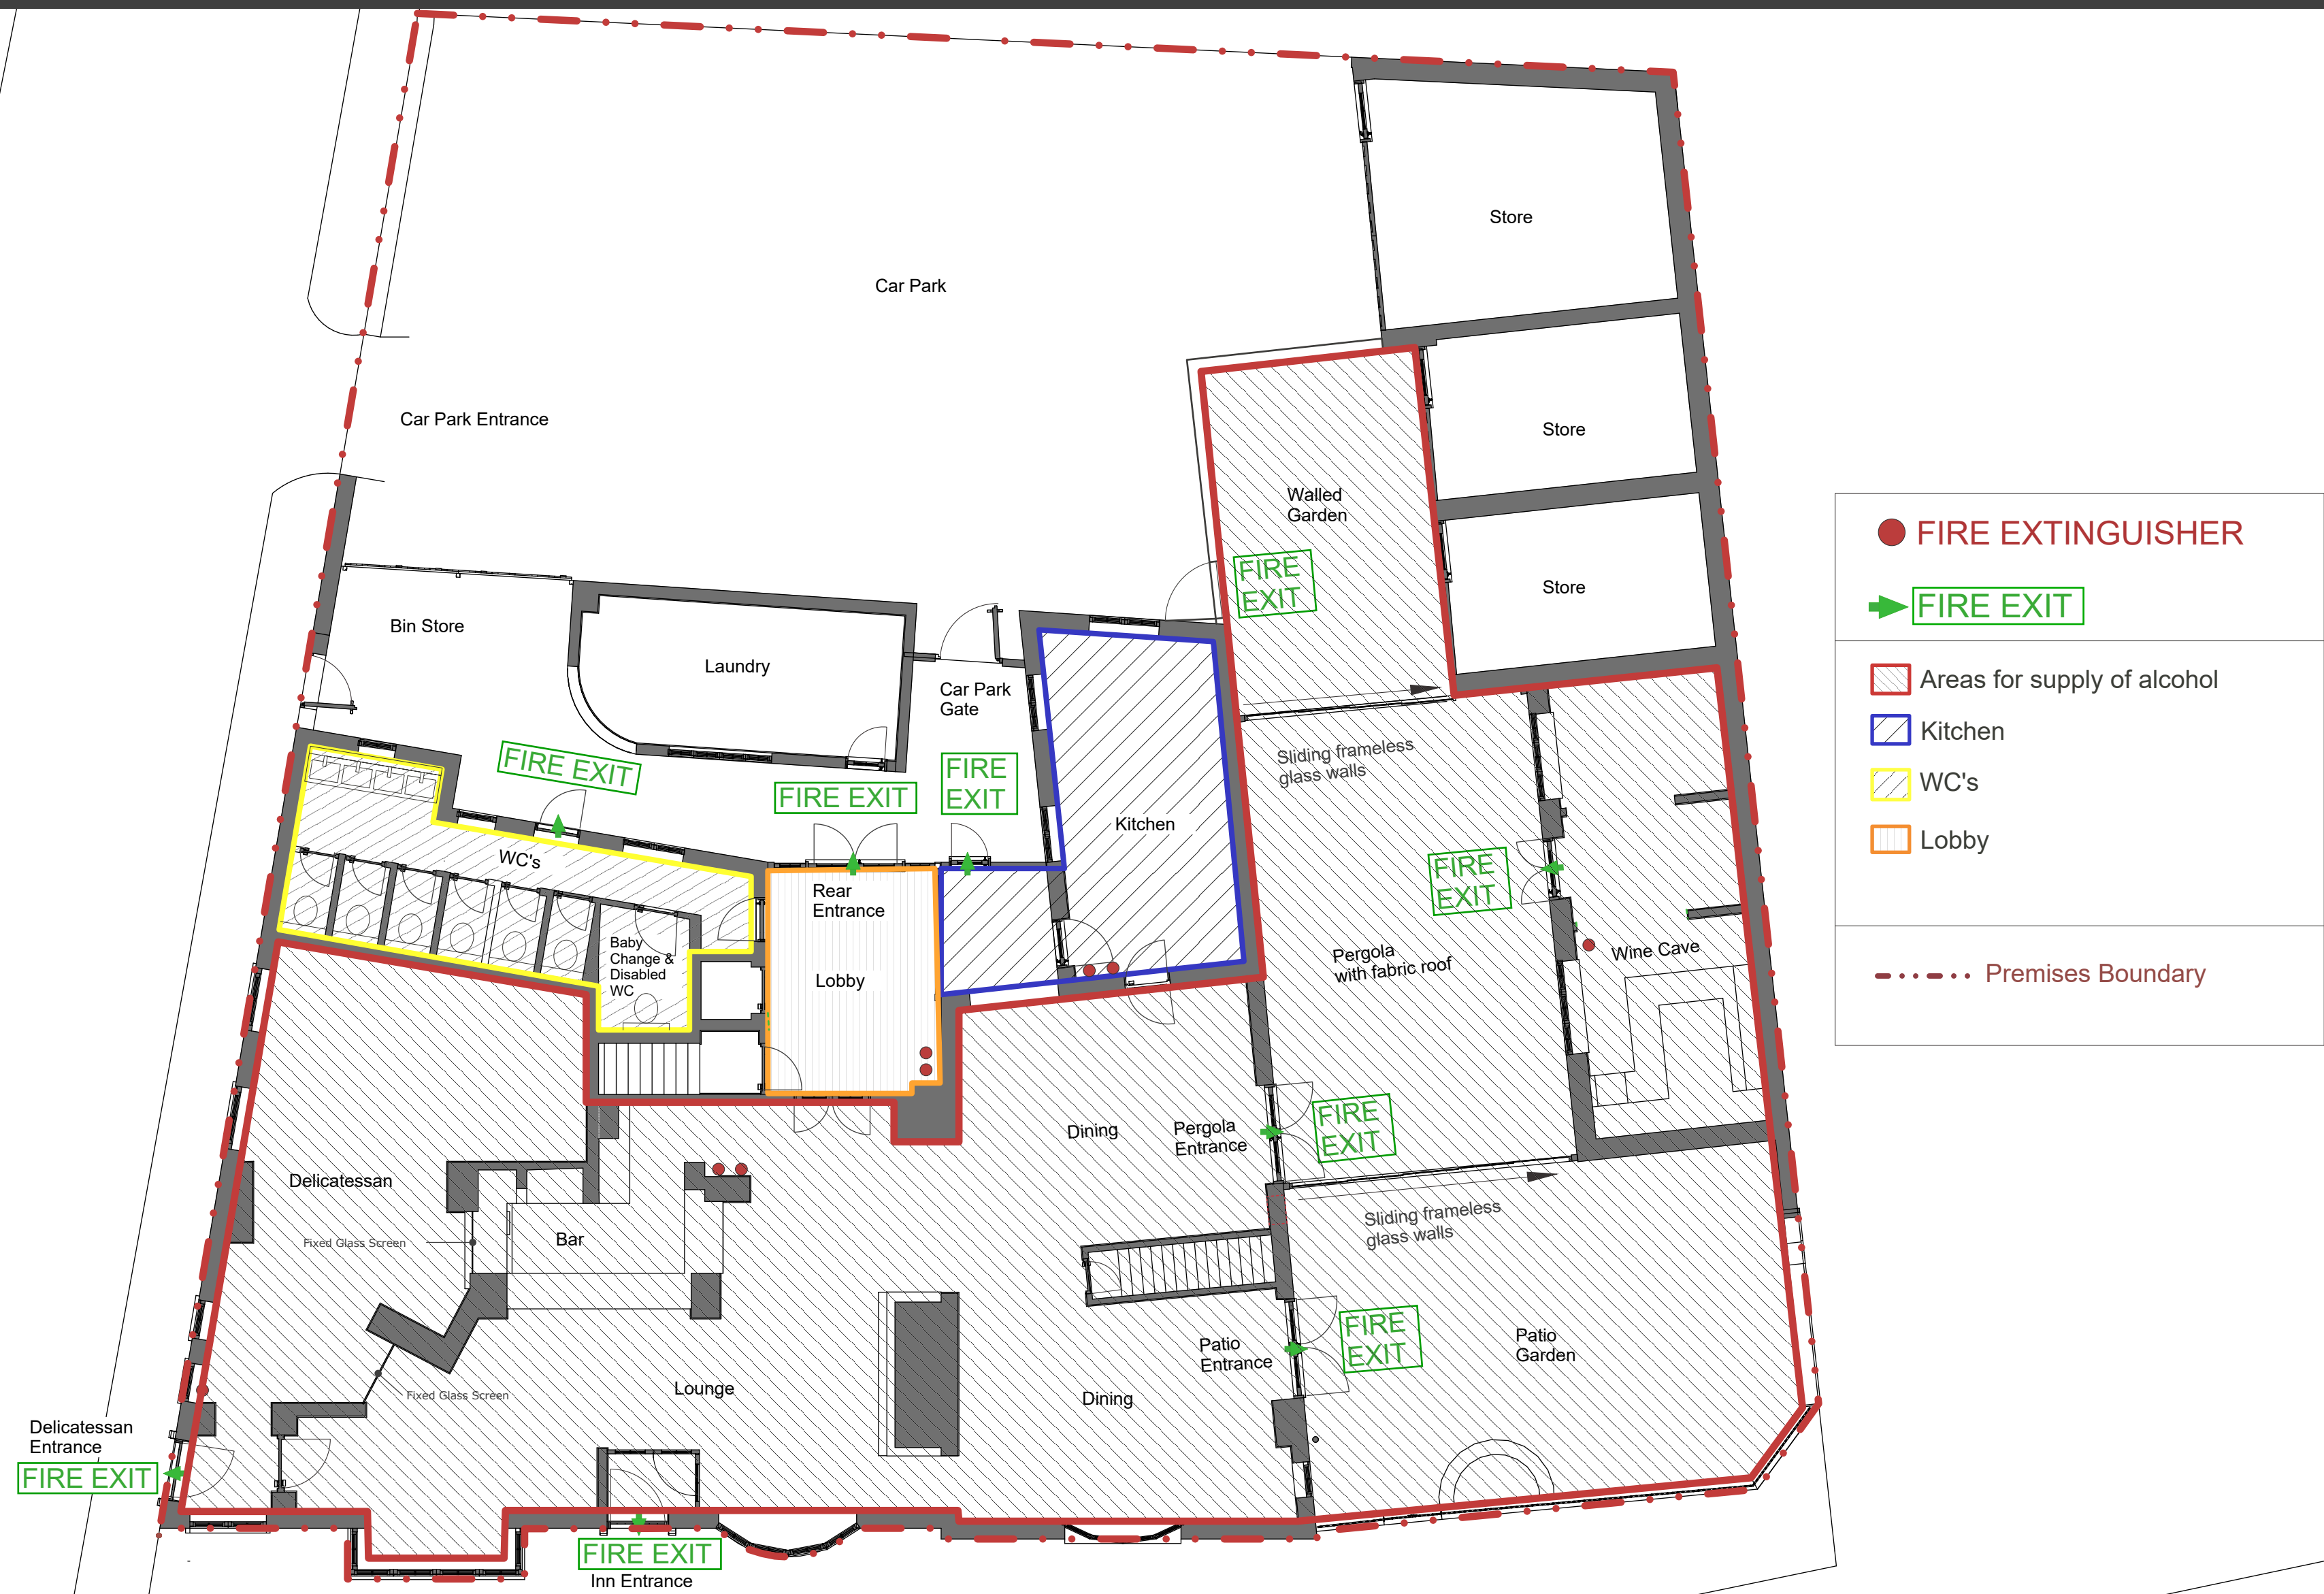 Store
Car Park
Car Park Entrance
Store
Walled
Garden
FIRE
EXIT
Store
Bin Store
Laundry
Car Park
Gate
FIRE EXIT
FIRE EXIT
FIRE
EXIT
Sliding frameless
glass walls
Kitchen
WC's
Rear
Entrance
FIRE
EXIT
Baby
Change &
Disabled
WC
Lobby
Pergola
with fabric roof
Wine Cave
Dining
Pergola
Entrance
FIRE
EXIT
Delicatessan
Fixed Glass Screen
Bar
Sliding frameless
glass walls
Fixed Glass Screen
Lounge
Patio
Entrance
FIRE
EXIT
Patio
Garden
Dining
Delicatessan
Entrance
FIRE EXIT
FIRE EXIT
Inn Entrance
FIRE EXTINGUISHER
FIRE EXIT
Areas for supply of alcohol
Kitchen
WC's
Lobby
Premises Boundary